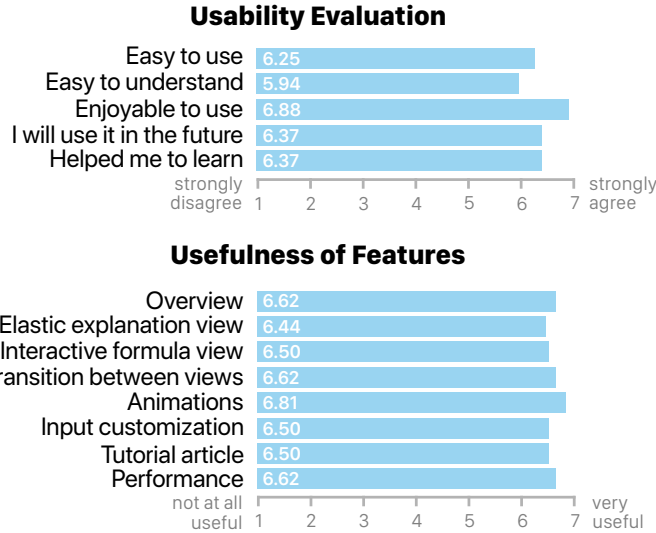 Usability Evaluation
Easy to use 6.25
Easy to understand 5.94
Enjoyable to use 6.88
I will use it in the future 6.37
Helped me to learn 6.37
strongly disagree 1 2 3 4 5 6 7 strongly agree
Usefulness of Features
Overview 6.62
Elastic explanation view 6.44
Interactive formula view 6.50
ransition between views 6.62
Animations 6.81
Input customization 6.50
Tutorial article 6.50
Performance 6.62
not at all useful 1 2 3 4 5 6 7 very useful